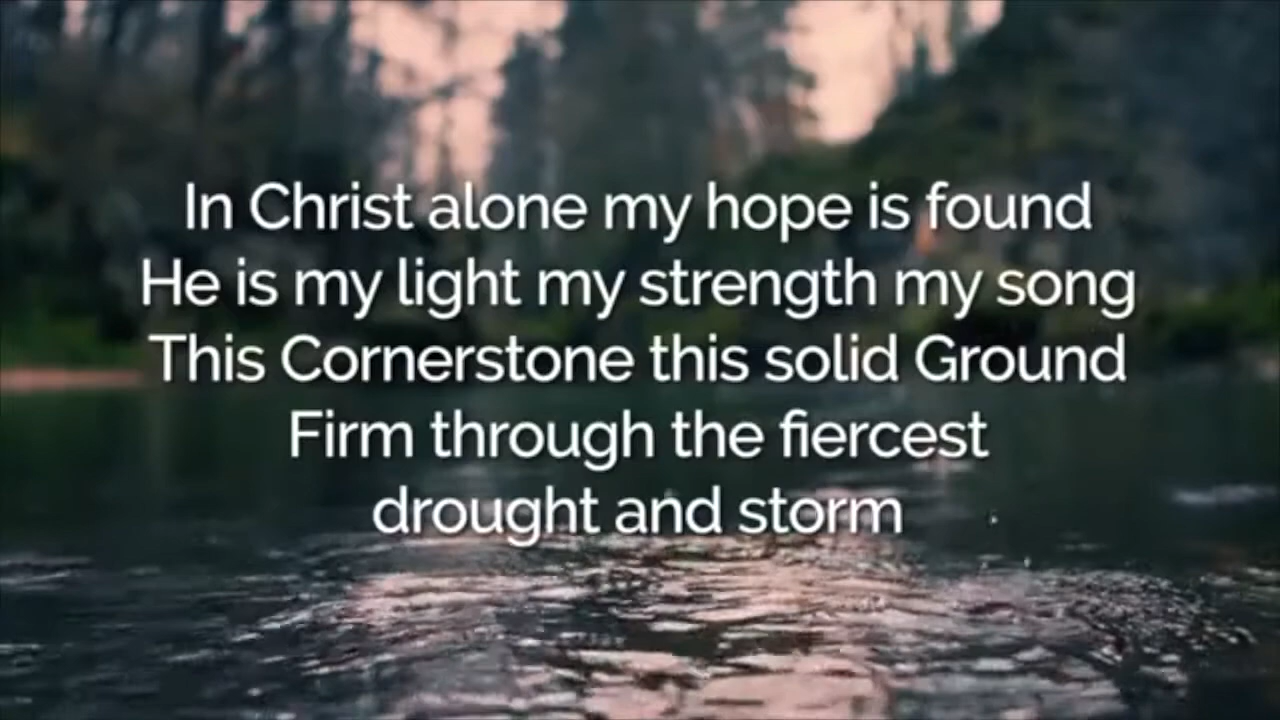 In Christ alone my hope is found
He is my light my strength my song
This Cornerstone this solid Ground
Firm through the fiercest
drought and storm